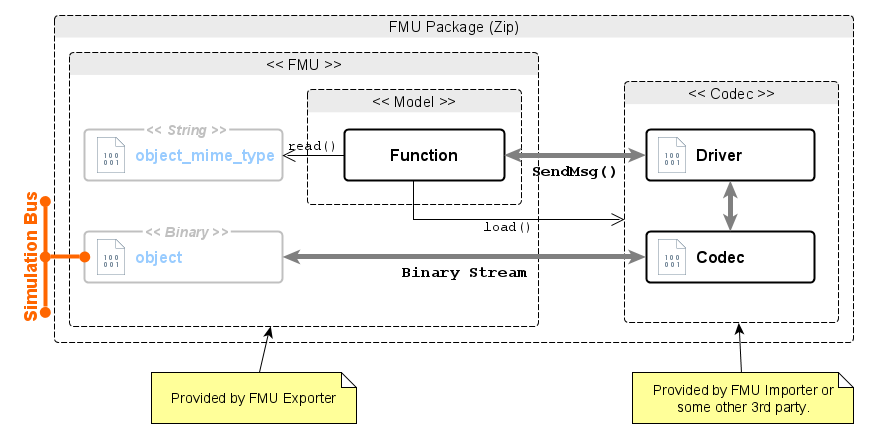 FMU Package (Zip)
<< FMU >>
<< Model >>
<< Codec >>
<< String >>
100
001
object_mime_type
read()
Function
SendMsg()
100
001
Driver
load()
<< Binary >>
100
001
object
Binary Stream
100
001
Codec
Simulation Bus
Provided by FMU Exporter
Provided by FMU Importer or
some other 3rd party.